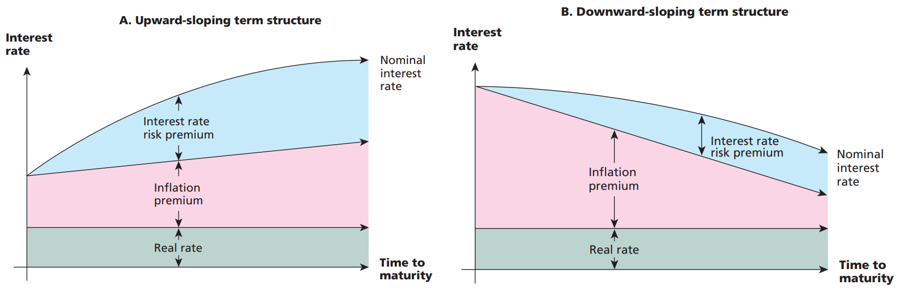 A. Upward-sloping term structure
Interest
rate
Nominal
interest
rate
Interest rate
risk premium
Inflation
premium
Real rate
Time to
maturity
B. Downward-sloping term structure
Interest
rate
Interest rate
risk premium
Nominal
interest
rate
Inflation
premium
Real rate
Time to
maturity